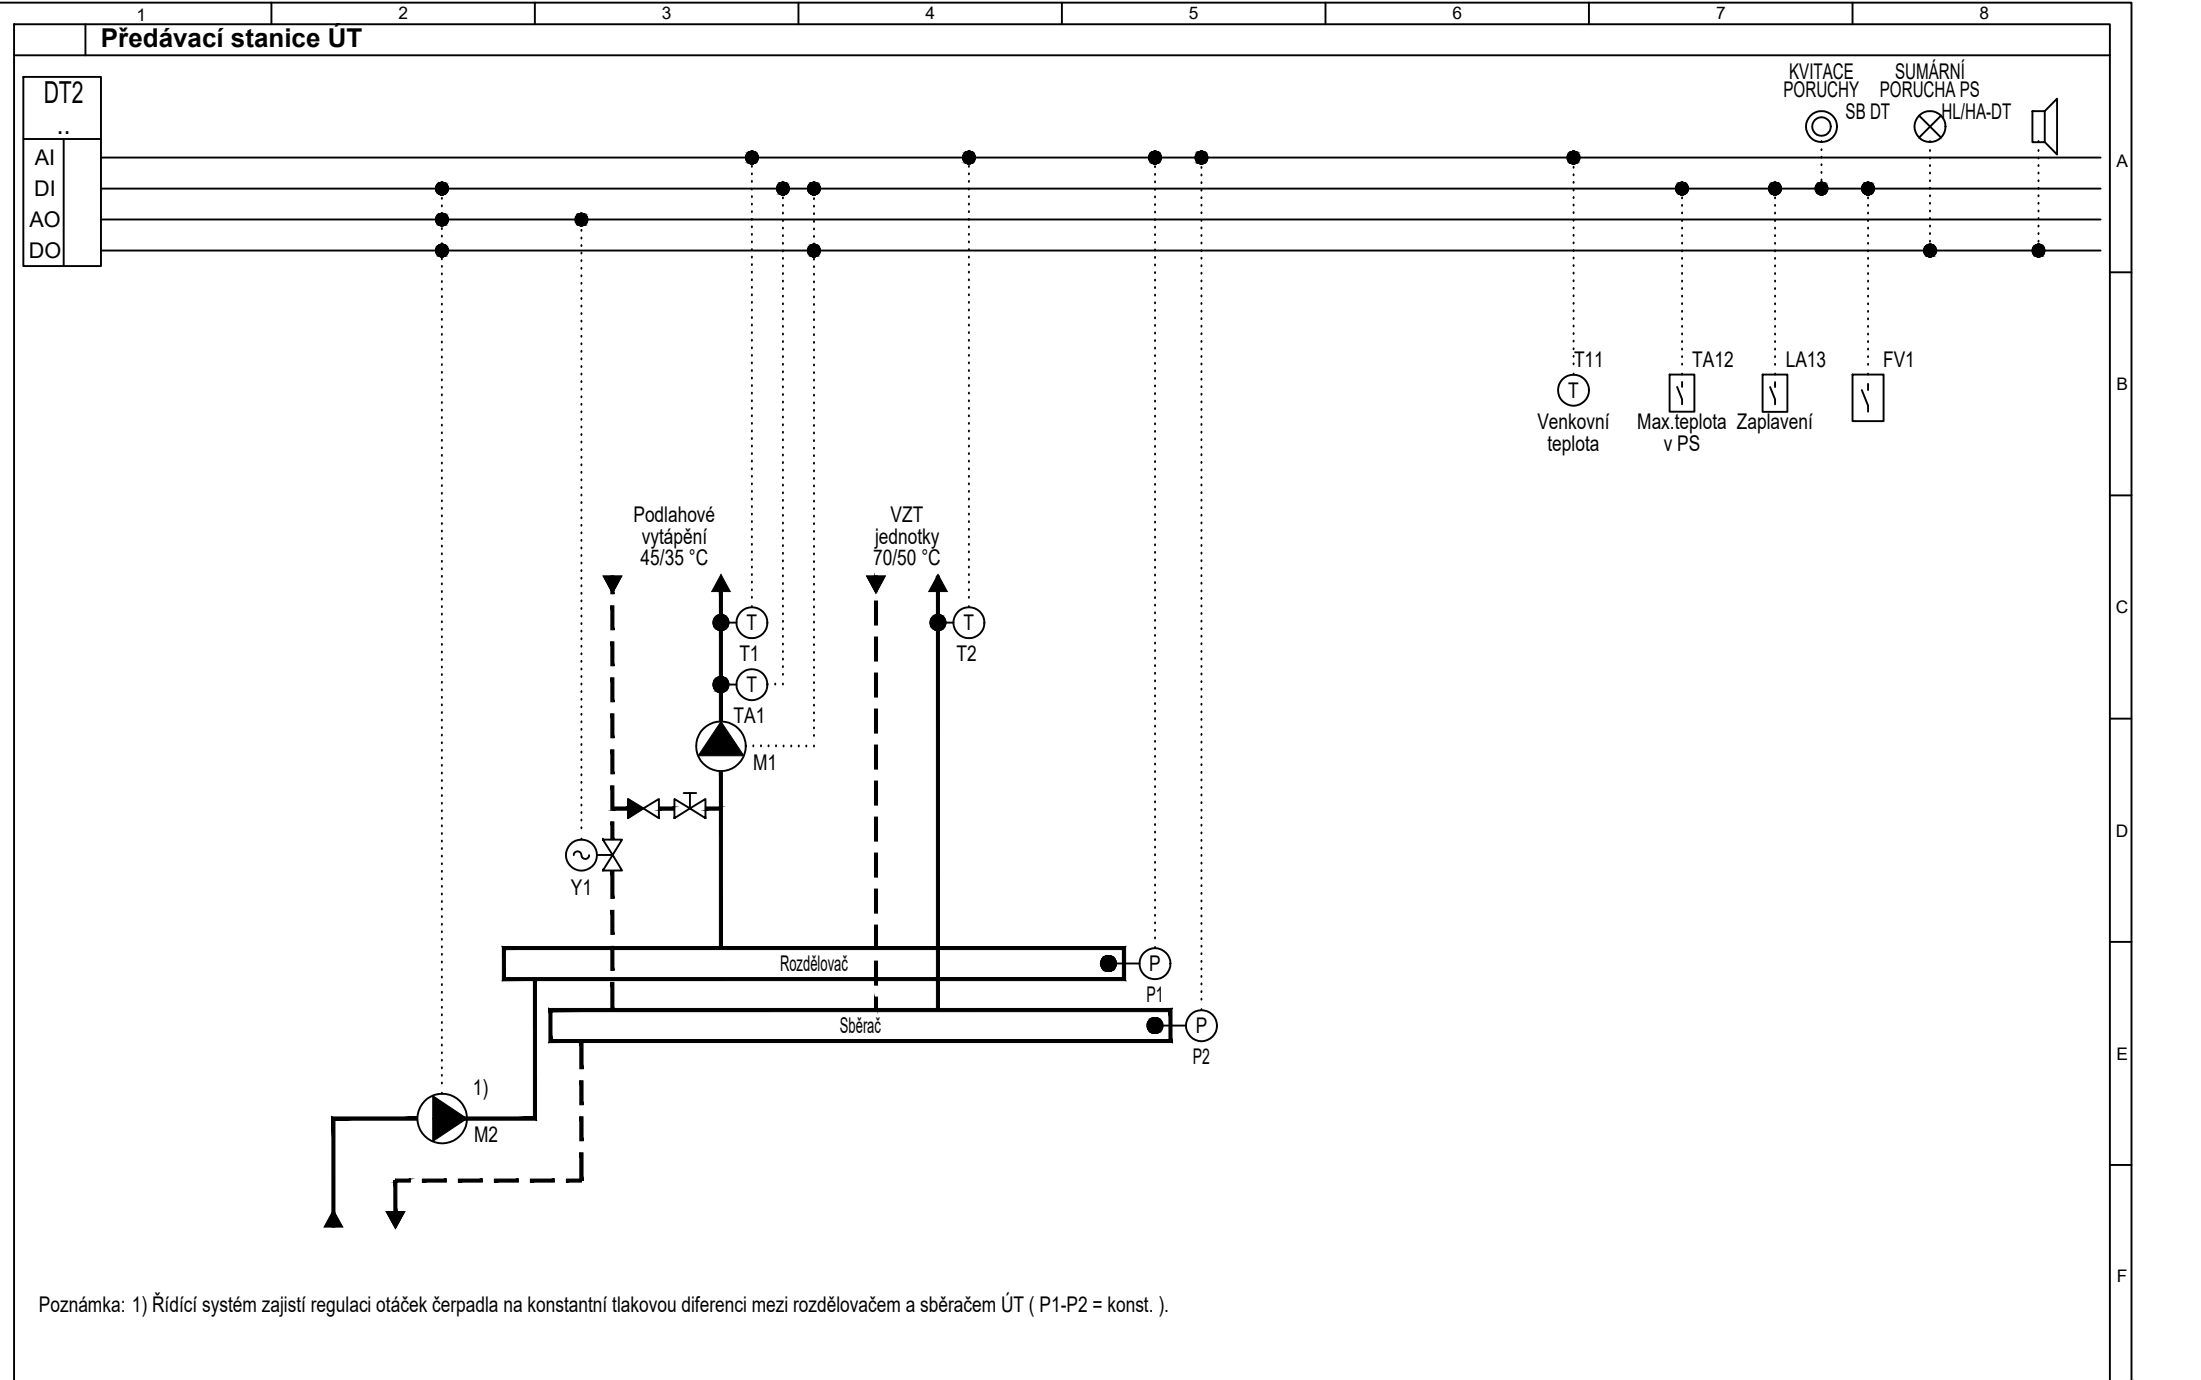 1 2 3 4 5 6 7 8
Předávací stanice ÚT
DT2
..
AI
DI
AO
DO
KVITACE
PORUCHY
SB DT
SUMÁRNÍ
PORUCHA PS
HL/HA-DT
A
B
C
D
E
F
T11
T
Venkovní
teplota
TA12
Max.teplota
v PS
LA13
Zaplavení
FV1
Podlahové
vytápění
45/35 °C
VZT
jednotky
70/50 °C
T
T1
T
TA1
T
T2
M1
Y1
Rozdělovač
P
P1
Sběrač
P
P2
1)
M2
Poznámka: 1) Řídící systém zajistí regulaci otáček čerpadla na konstantní tlakovou diferenci mezi rozdělovačem a sběračem ÚT ( P1-P2 = konst. ).